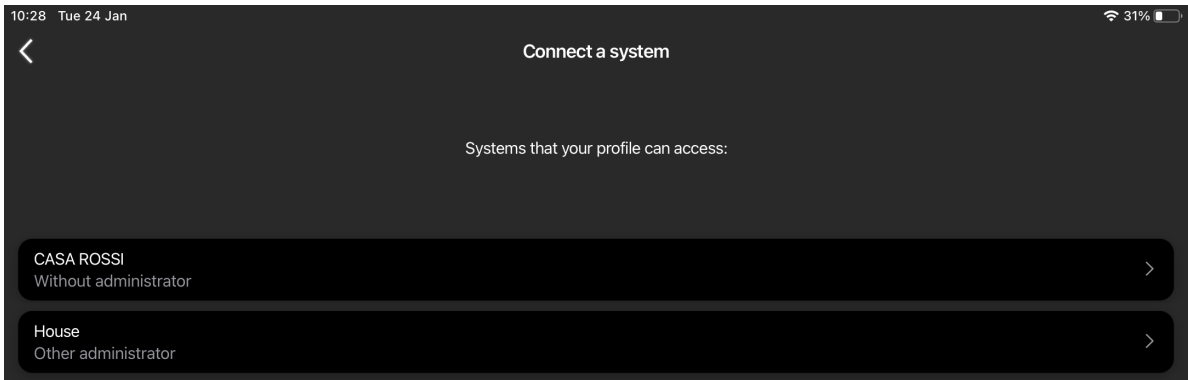 10:28 Tue 24 Jan
31%
Connect a system
Systems that your profile can access:
CASA ROSSI
Without administrator
House
Other administrator